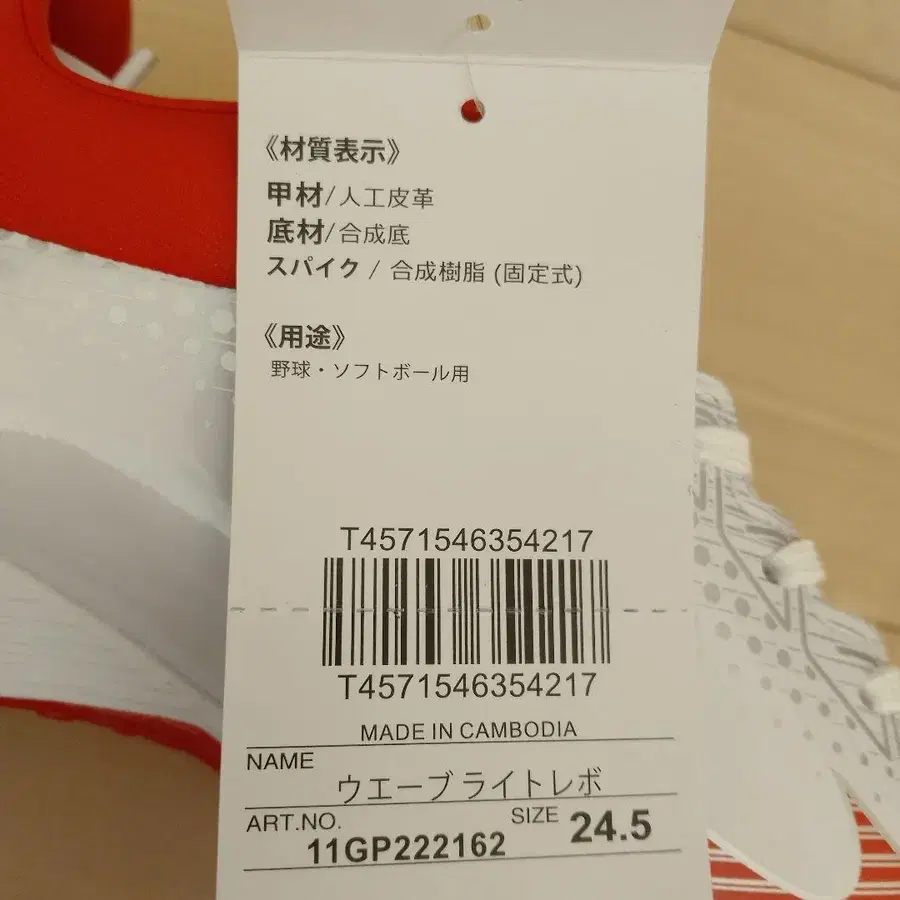 《材質表示》
甲材/人工皮革
底材/合成底
スパイク / 合成樹脂 (固定式)
《用途》
野球・ソフトボール用
T4571546354217
T4571546354217
MADE IN CAMBODIA
NAME
ウエーブ ライトレボ
ART.NO.
11GP222162
SIZE
24.5